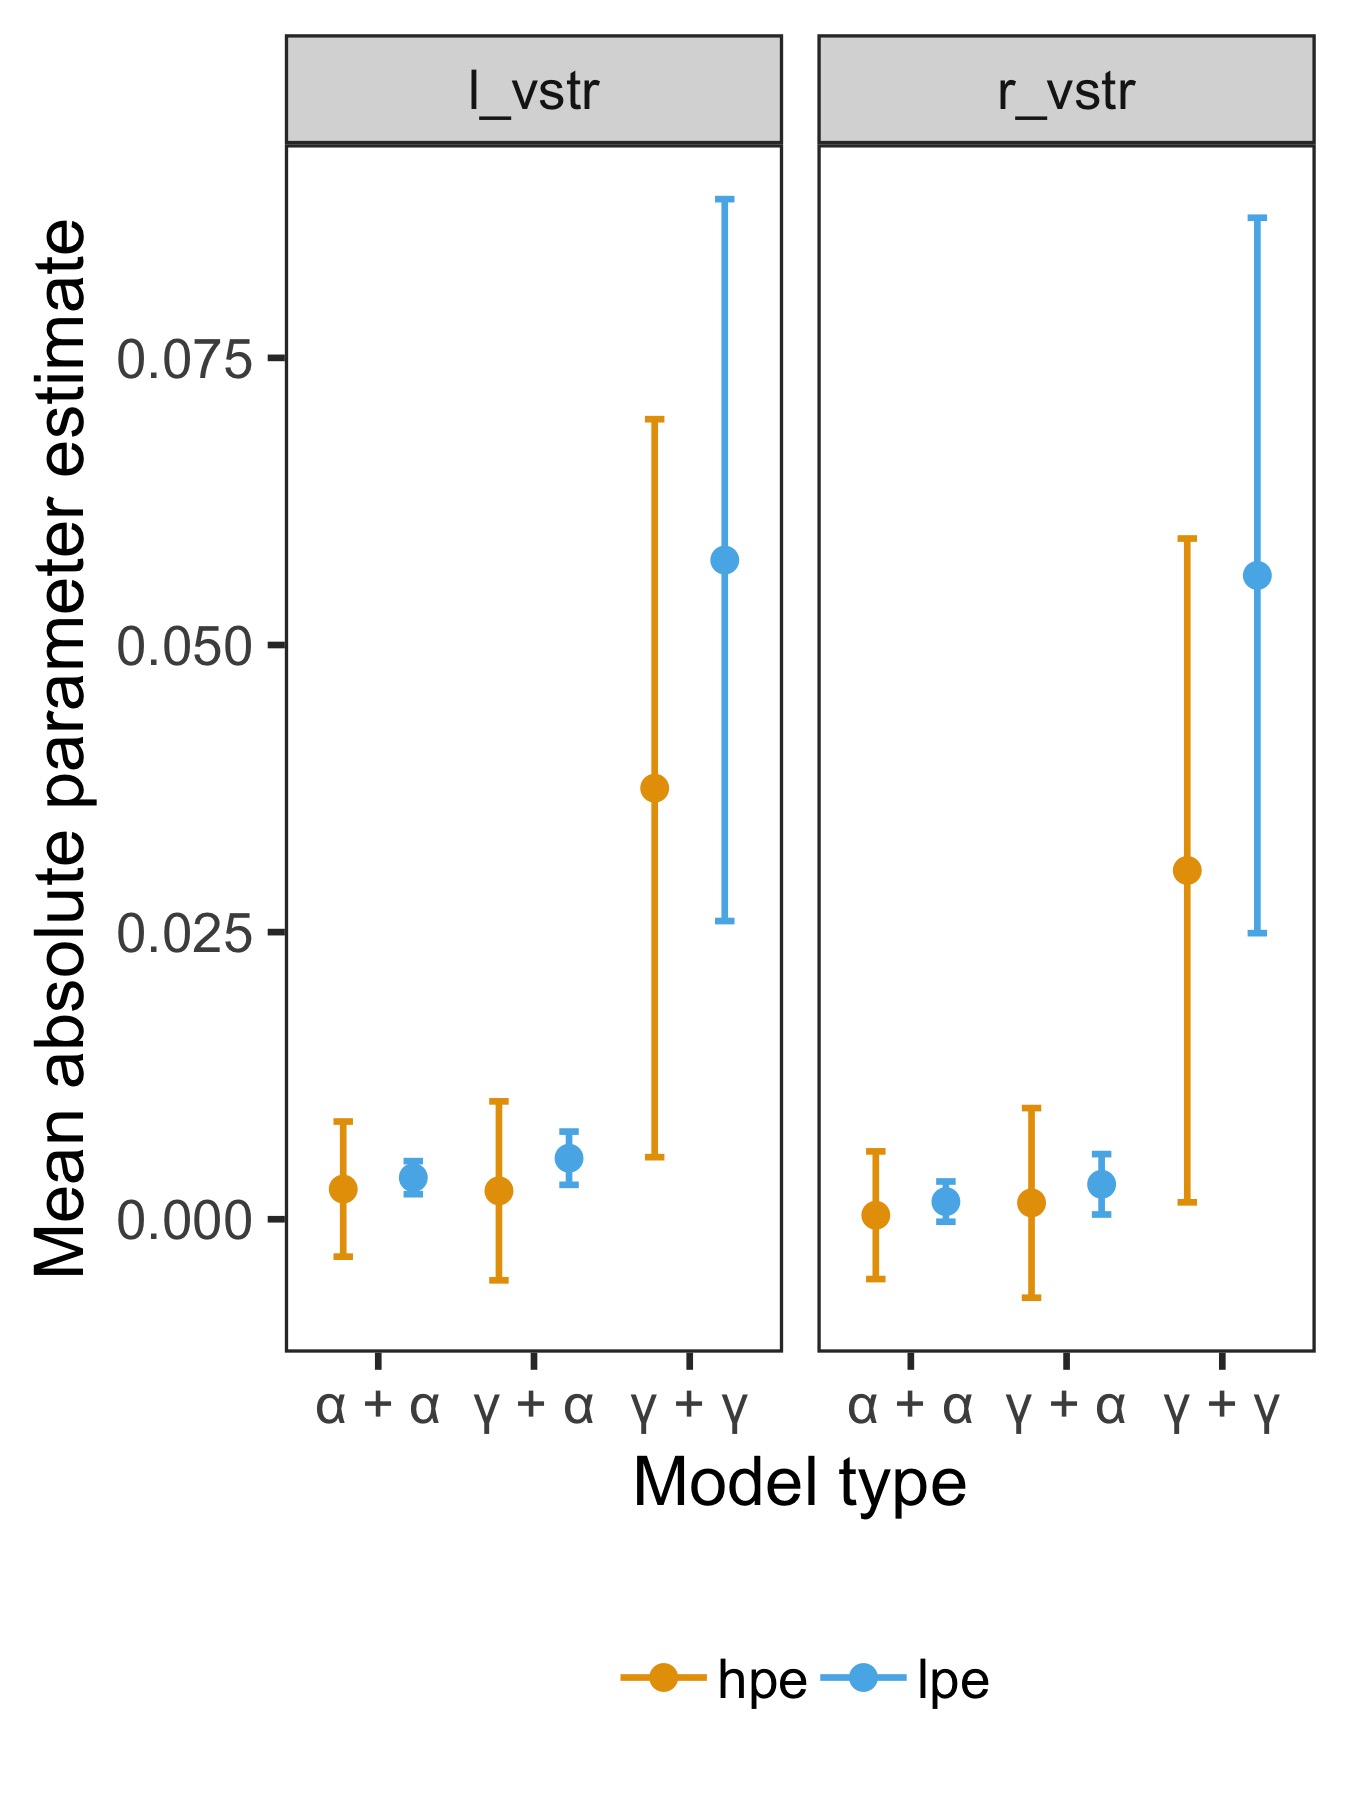 l_vstr
r_vstr
Mean absolute parameter estimate
0.075
0.050
0.025
0.000
α + α γ + α γ + γ
α + α γ + α γ + γ
Model type
hpe lpe